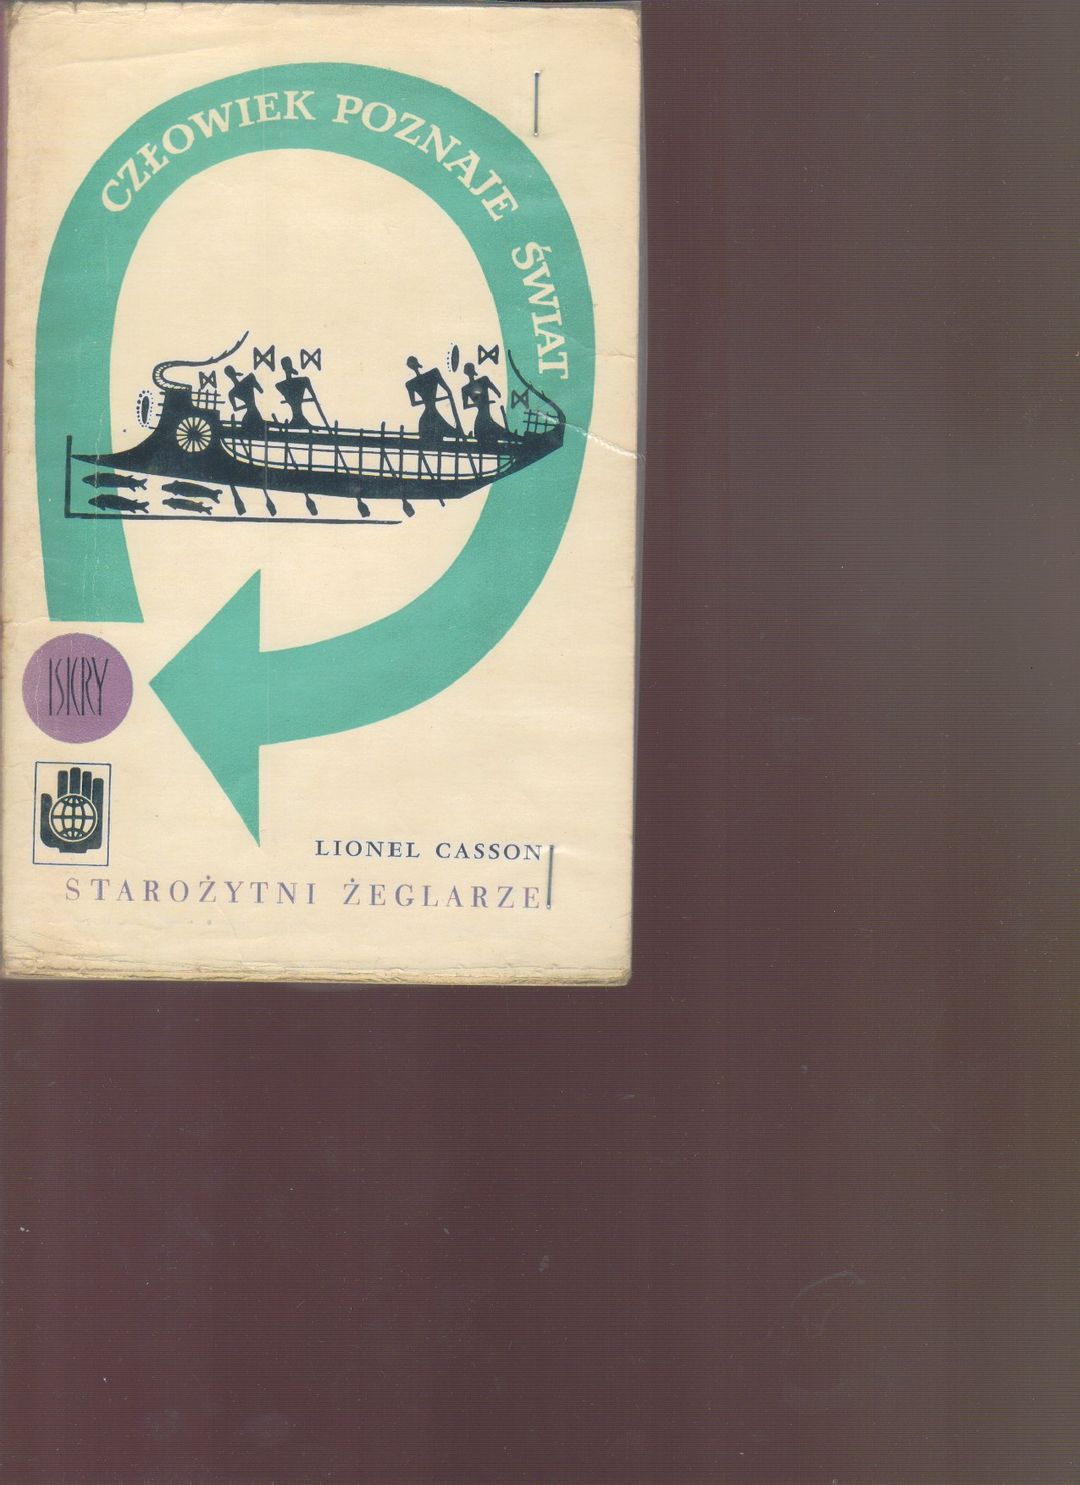 CZŁOWIEK POZNAJE ŚWIAT
ISKRY
LIONEL CASSON
STAROŻYTNI ŻEGLARZE